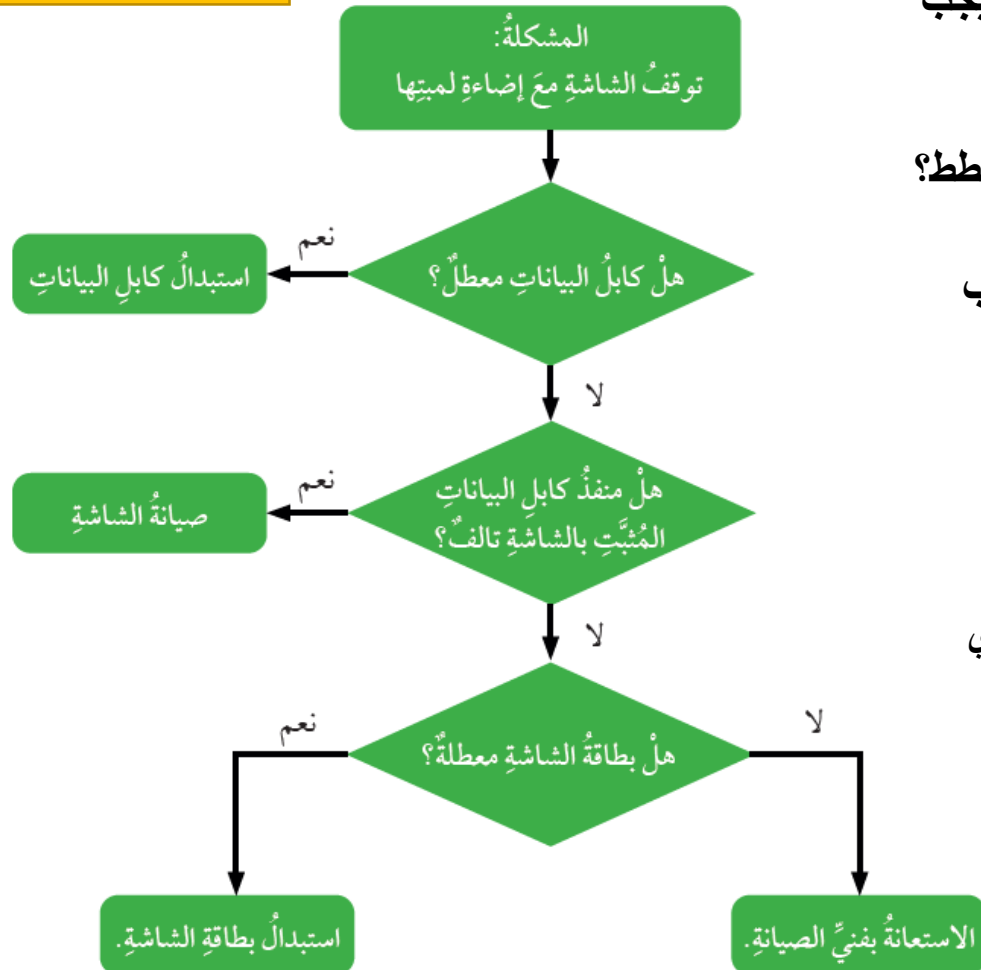 المشكلةُ:
توقفُ الشاشةِ معَ إضاءةِ لمبتِها
هلْ كابلُ البياناتِ معطلٌ؟
نعم
استبدالُ كابلِ البياناتِ
لا
هلْ منفذُ كابلِ البياناتِ
المُثبَّتِ بالشاشةِ تالفٌ؟
نعم
صيانةُ الشاشةِ
لا
هلْ بطاقةُ الشاشةِ معطلةٌ؟
لا
نعم
الاستعانةُ بفنيِّ الصيانةِ.
استبدالُ بطاقةِ الشاشةِ.